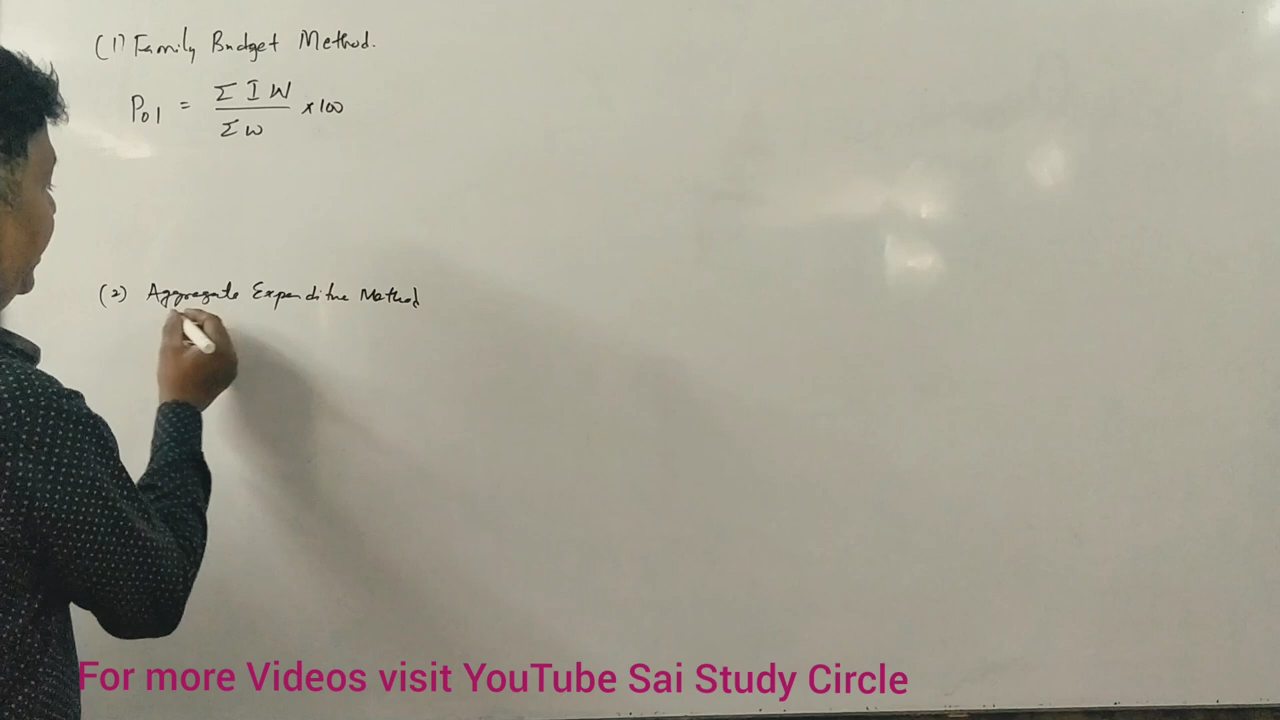 (1) Family Budget Method.
P01 = Σ I W / Σ W × 100
(2) Aggregate Expenditure Method
For more Videos visit YouTube Sai Study Circle